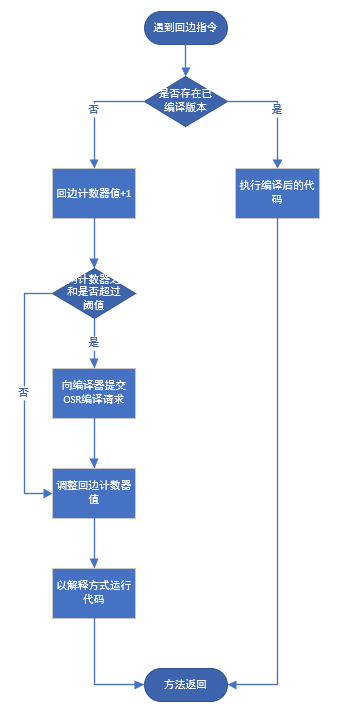 遇到回边指令
是否存在已
编译版本
否
是
回边计数器值+1
执行编译后的代
码
两计数器之
和是否超过
阈值
是
否
向编译器提交
OSR编译请求
调整回边计数器
值
以解释方式运行
代码
方法返回